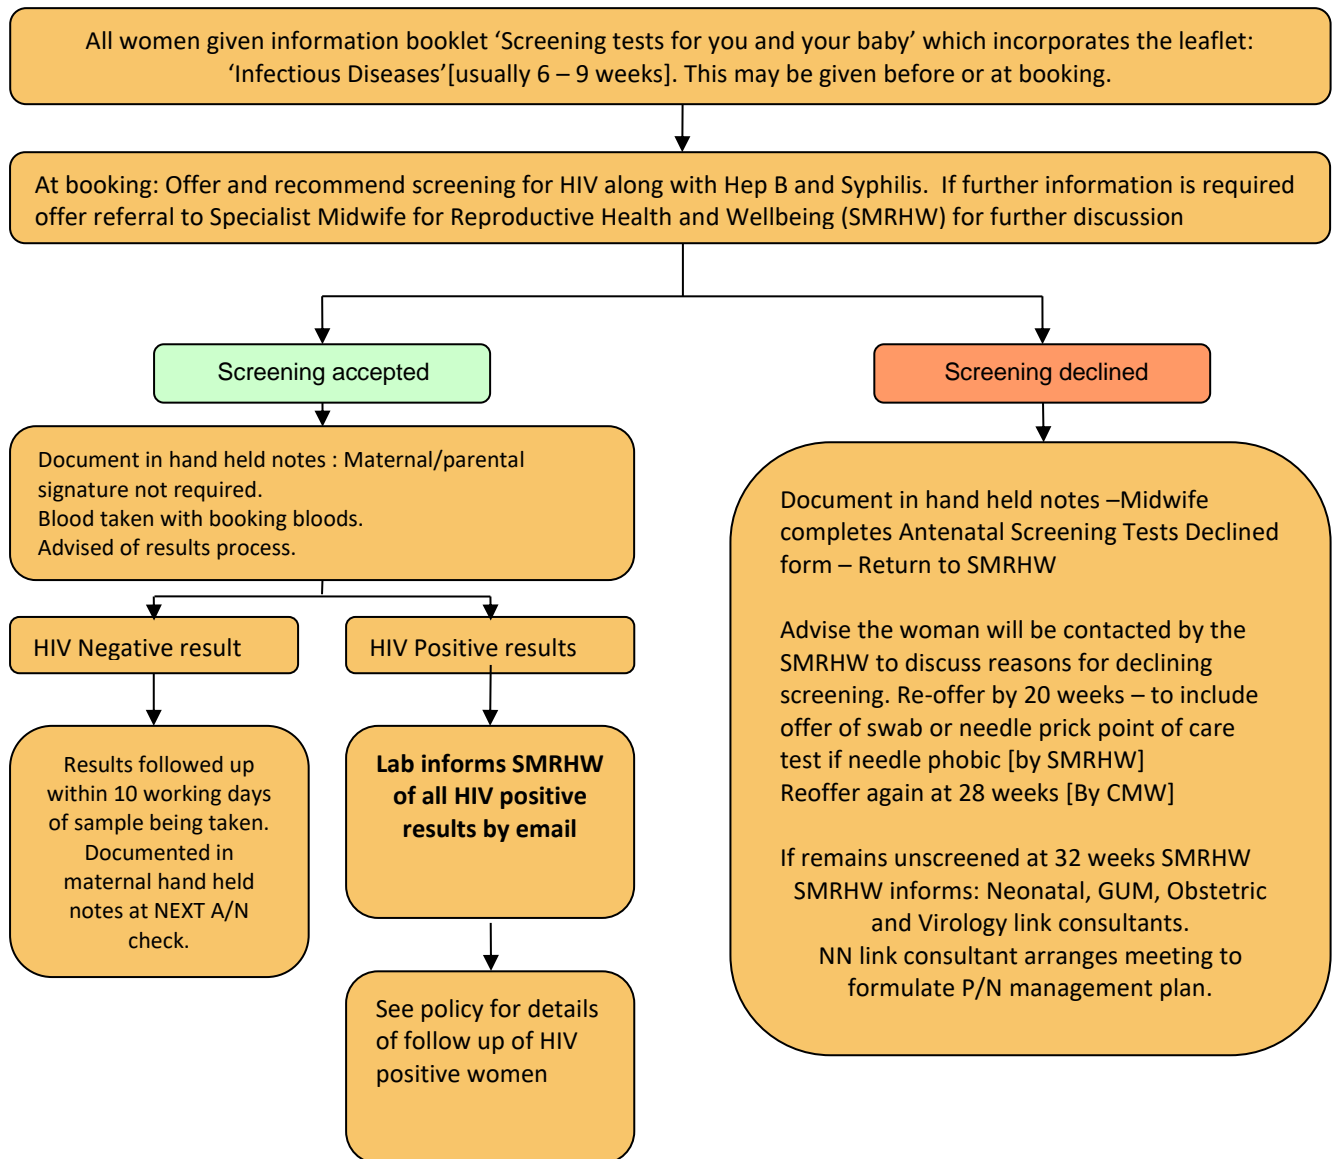 All women given information booklet ‘Screening tests for you and your baby’ which incorporates the leaflet:
‘Infectious Diseases’[usually 6 – 9 weeks]. This may be given before or at booking.
At booking: Offer and recommend screening for HIV along with Hep B and Syphilis.  If further information is required
offer referral to Specialist Midwife for Reproductive Health and Wellbeing (SMRHW) for further discussion
Screening accepted
Screening declined
Document in hand held notes : Maternal/parental
signature not required.
Blood taken with booking bloods.
Advised of results process.
HIV Negative result
HIV Positive results
Results followed up
within 10 working days
of sample being taken.
Documented in
maternal hand held
notes at NEXT A/N
check.
Lab informs SMRHW
of all HIV positive
results by email
See policy for details
of follow up of HIV
positive women
Document in hand held notes –Midwife
completes Antenatal Screening Tests Declined
form – Return to SMRHW
Advise the woman will be contacted by the
SMRHW to discuss reasons for declining
screening. Re-offer by 20 weeks – to include
offer of swab or needle prick point of care
test if needle phobic [by SMRHW]
Reoffer again at 28 weeks [By CMW]
If remains unscreened at 32 weeks SMRHW
SMRHW informs: Neonatal, GUM, Obstetric
and Virology link consultants.
NN link consultant arranges meeting to
formulate P/N management plan.